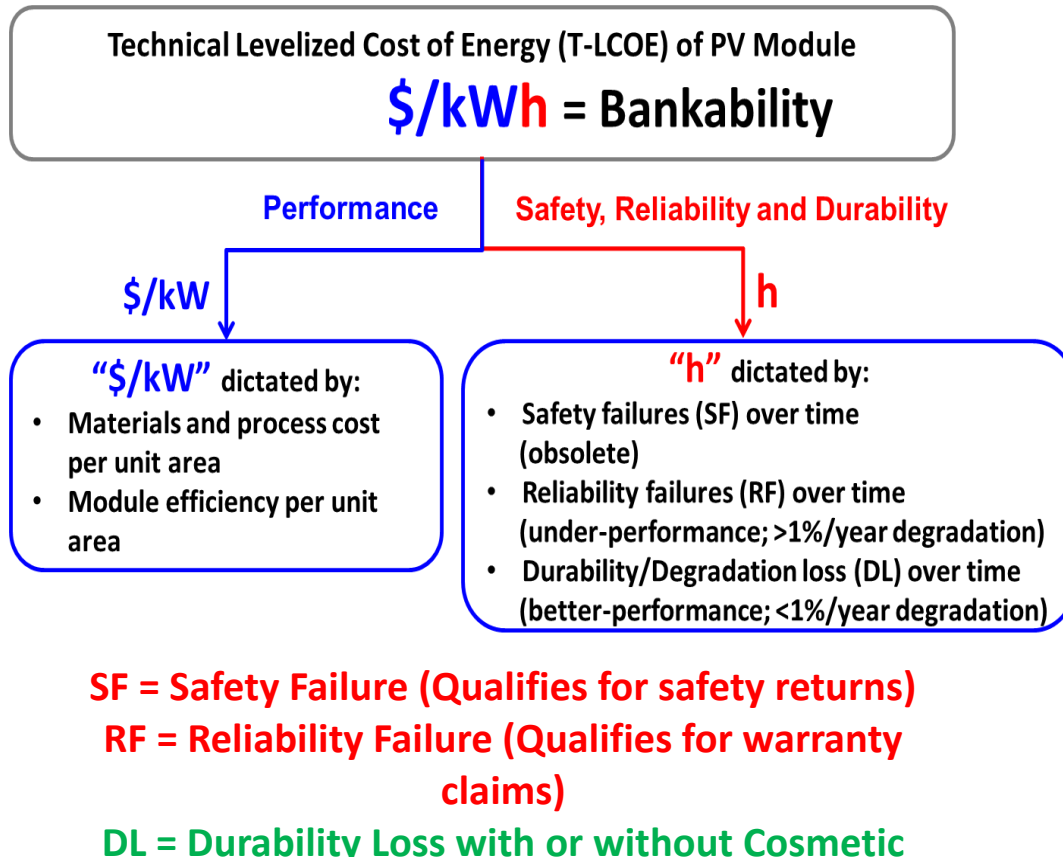 Technical Levelized Cost of Energy (T-LCOE) of PV Module
$/kWh = Bankability
Performance
Safety, Reliability and Durability
$/kW
h
“$/kW” dictated by:
• Materials and process cost
per unit area
• Module efficiency per unit
area
“h” dictated by:
• Safety failures (SF) over time
(obsolete)
• Reliability failures (RF) over time
(under-performance; >1%/year degradation)
• Durability/Degradation loss (DL) over time
(better-performance; <1%/year degradation)
SF = Safety Failure (Qualifies for safety returns)
RF = Reliability Failure (Qualifies for warranty
claims)
DL = Durability Loss with or without Cosmetic